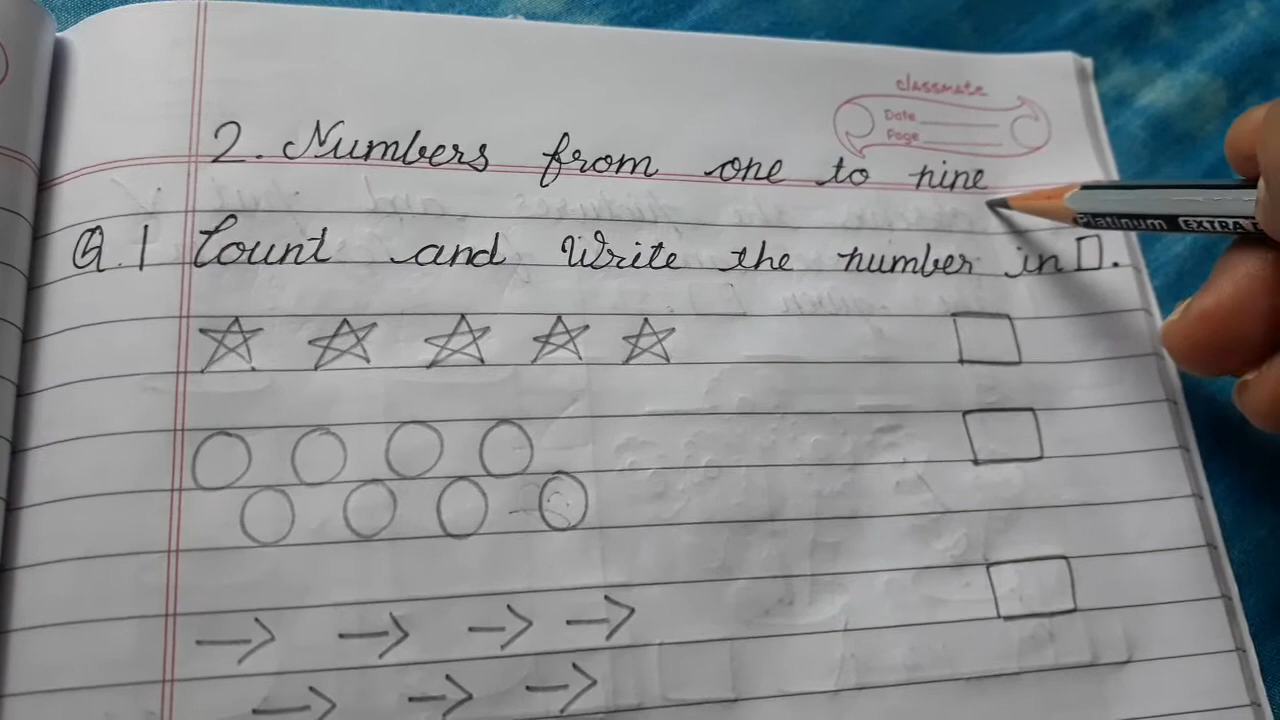 classmate
Date
Page
2. Numbers from one to nine
Q.1 Count and Write the number in □.
Platinum EXTRA